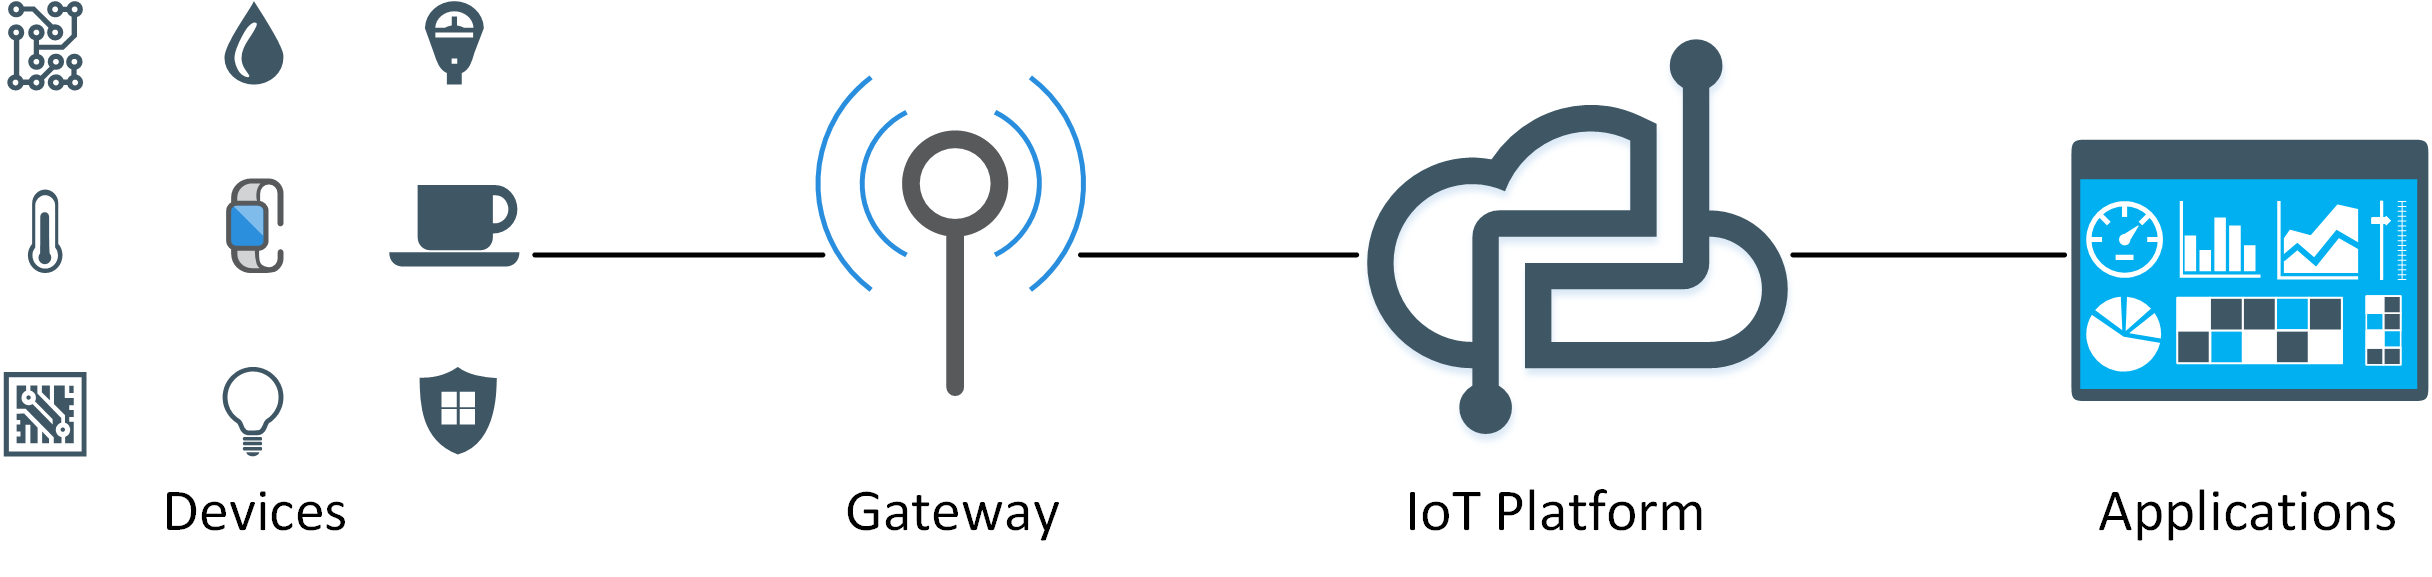 Devices
Gateway
IoT Platform
Applications